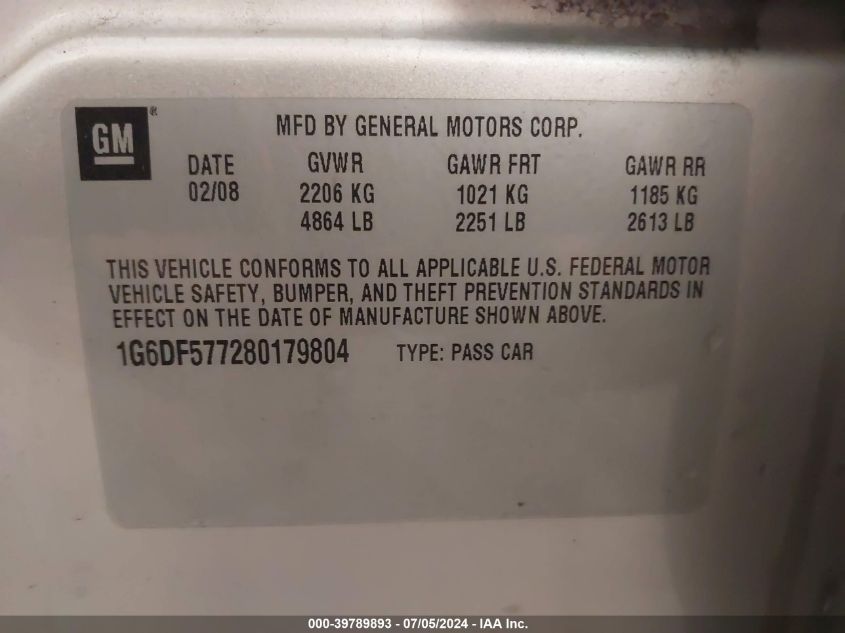 GM®
MFD BY GENERAL MOTORS CORP.
DATE GVWR GAWR FRT GAWR RR
02/08 2206 KG 1021 KG 1185 KG
4864 LB 2251 LB 2613 LB
THIS VEHICLE CONFORMS TO ALL APPLICABLE U.S. FEDERAL MOTOR
VEHICLE SAFETY, BUMPER, AND THEFT PREVENTION STANDARDS IN
EFFECT ON THE DATE OF MANUFACTURE SHOWN ABOVE.
1G6DF577280179804 TYPE: PASS CAR
000-39789893 - 07/05/2024 - IAA Inc.